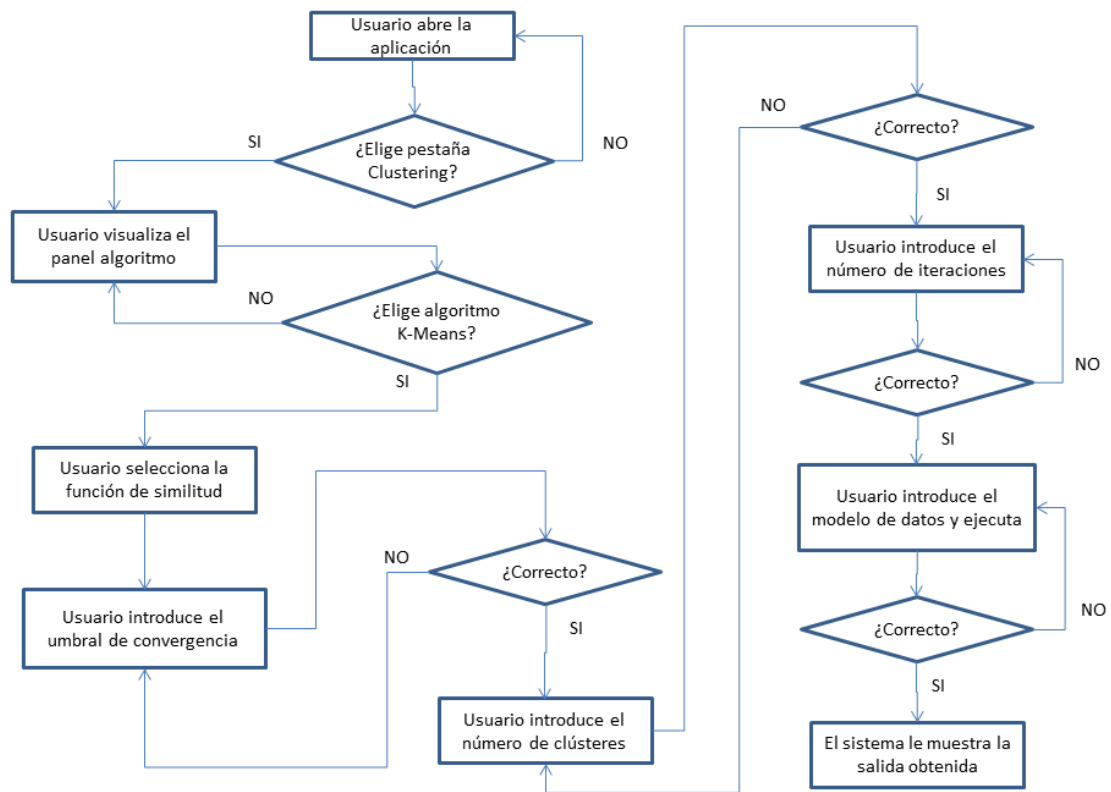 Usuario abre la
aplicación
¿Elige pestaña
Clustering?
SI
NO
Usuario visualiza el
panel algoritmo
¿Elige algoritmo
K-Means?
NO
SI
Usuario selecciona la
función de similitud
Usuario introduce el
umbral de convergencia
¿Correcto?
NO
SI
Usuario introduce el
número de clústeres
¿Correcto?
NO
SI
Usuario introduce el
número de iteraciones
¿Correcto?
NO
SI
Usuario introduce el
modelo de datos y ejecuta
¿Correcto?
NO
SI
El sistema le muestra la
salida obtenida